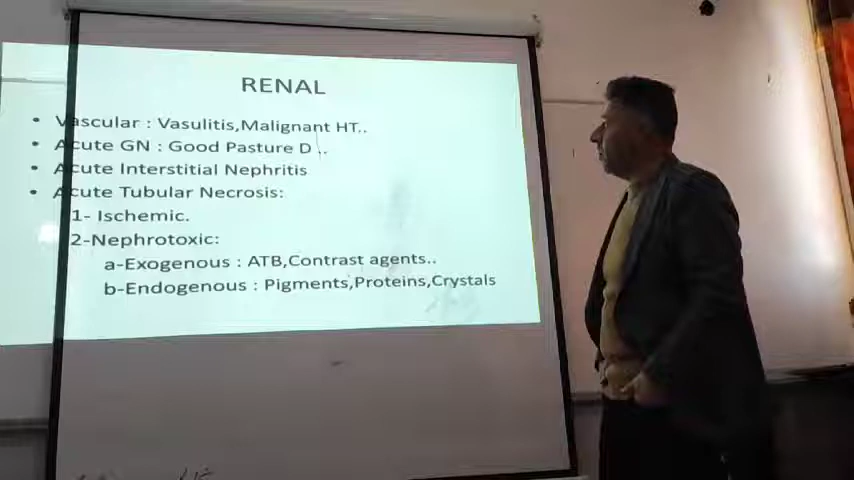 RENAL
• Vascular : Vasulitis,Malignant HT..
• Acute GN : Good Pasture D ..
• Acute Interstitial Nephritis
• Acute Tubular Necrosis:
1- Ischemic.
2-Nephrotoxic:
a-Exogenous : ATB,Contrast agents..
b-Endogenous : Pigments,Proteins,Crystals